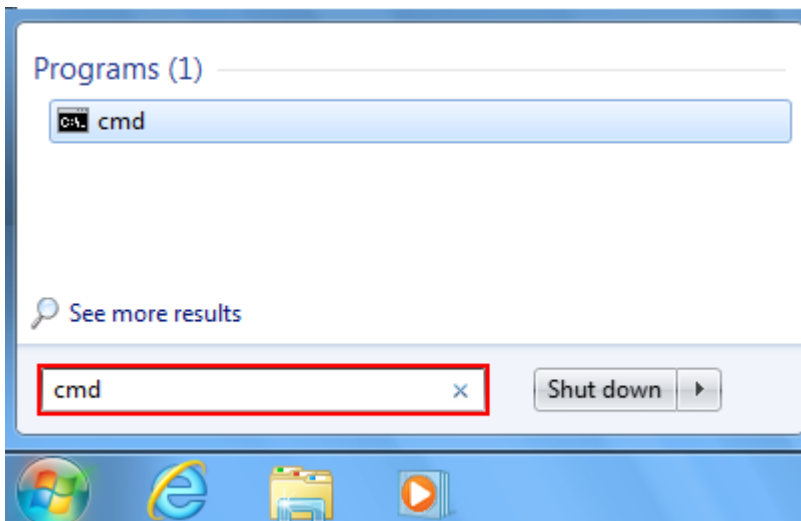 Programs (1)
C:\.
cmd
See more results
cmd
Shut down